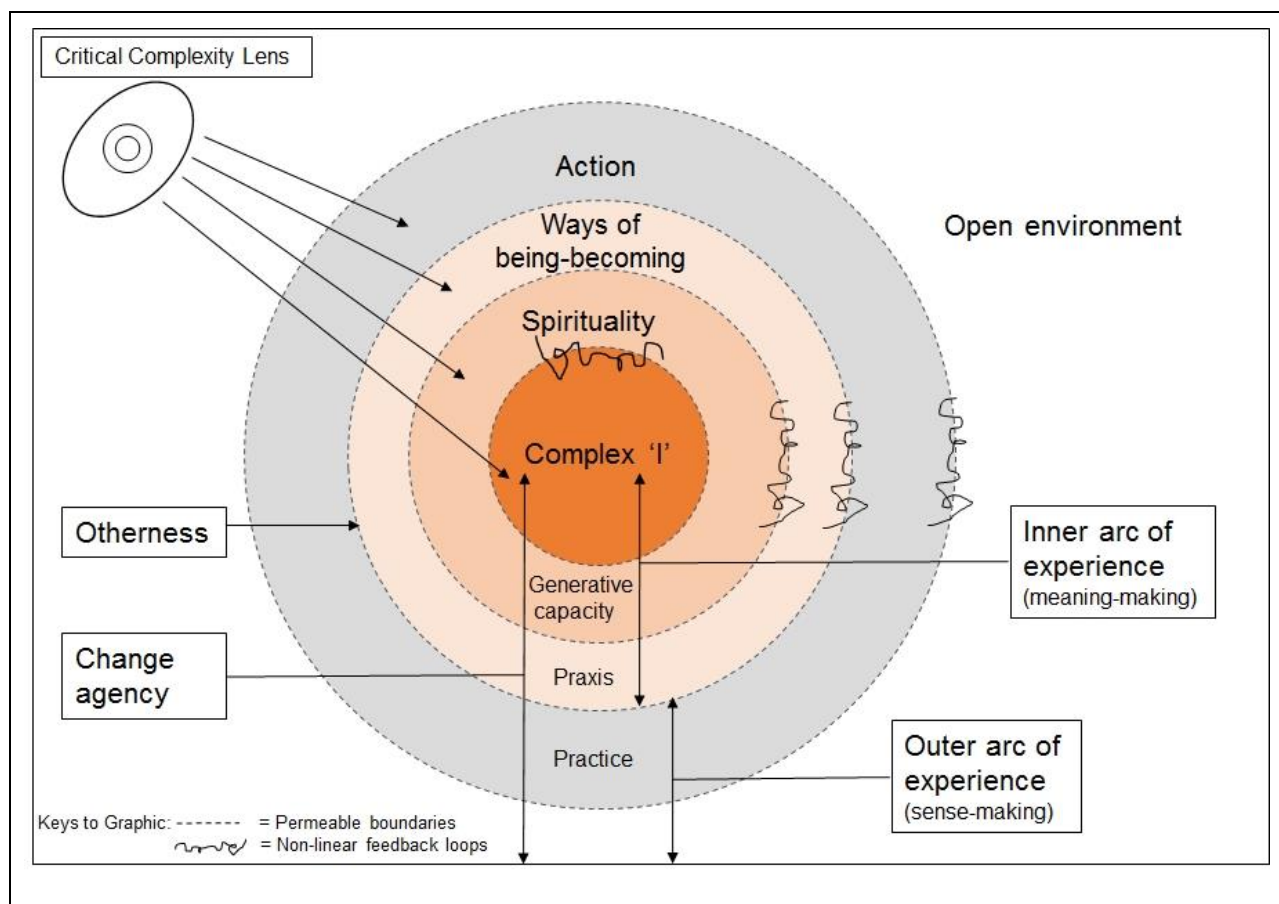 Critical Complexity Lens
Action
Ways of
being-becoming
Open environment
Spirituality
Complex ‘I’
Otherness
Inner arc of
experience
(meaning-making)
Generative
capacity
Change
agency
Praxis
Practice
Outer arc of
experience
(sense-making)
Keys to Graphic: ------------ = Permeable boundaries
= Non-linear feedback loops